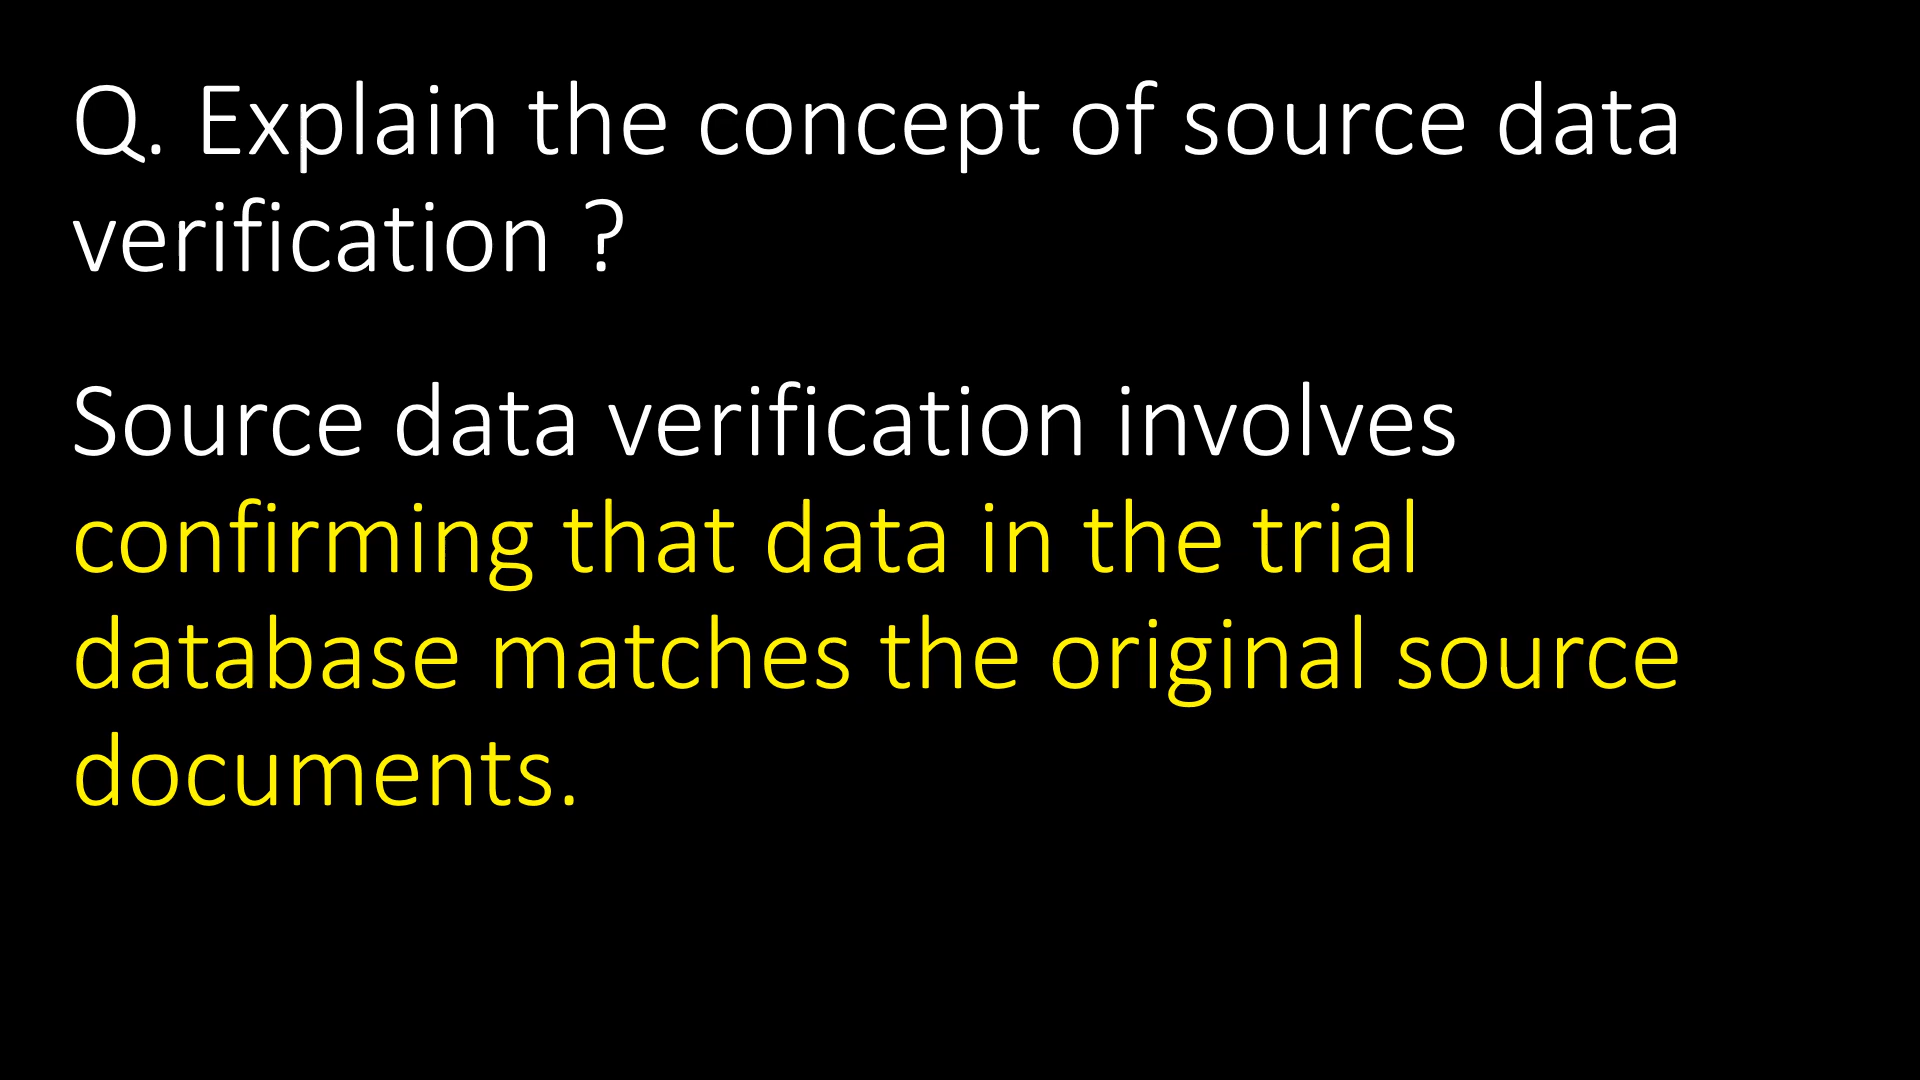 Q. Explain the concept of source data
verification ?
Source data verification involves
confirming that data in the trial
database matches the original source
documents.